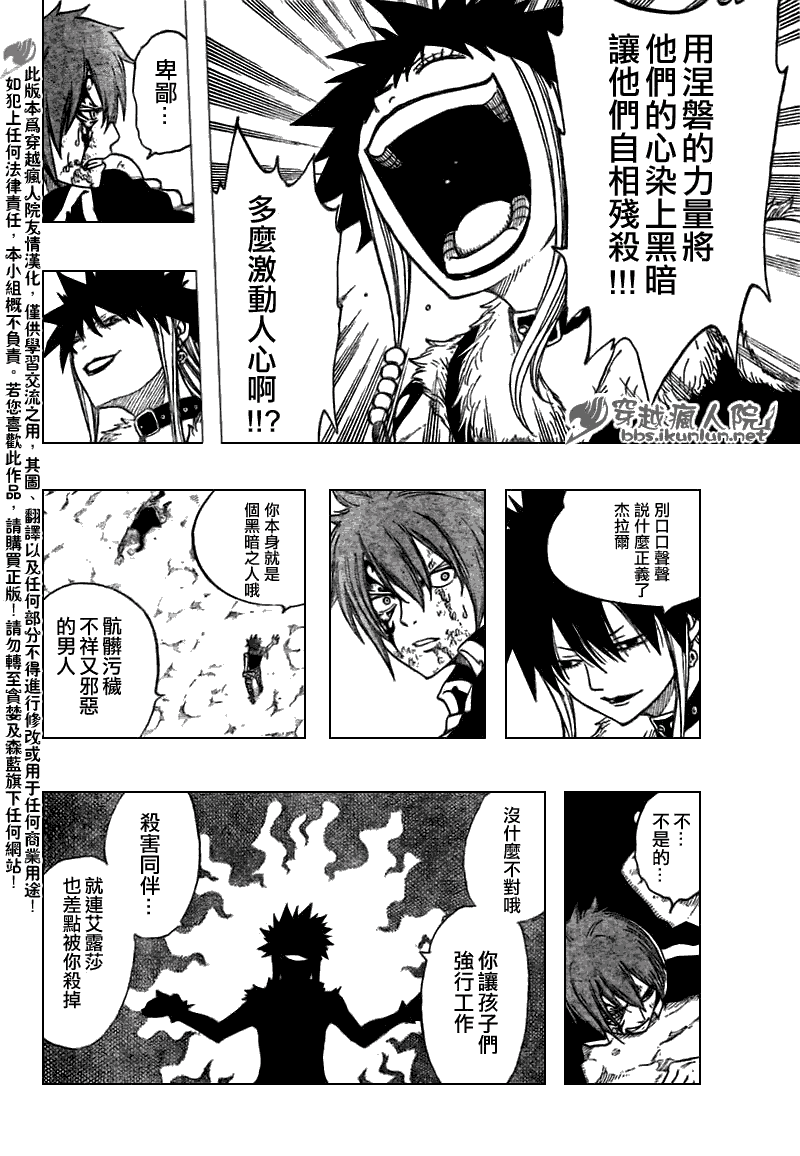 用涅磐的力量將
他們的心染上黑暗
讓他們自相殘殺!!!
多麼激動人心啊!!?
卑鄙…
穿越瘋人院
bbs.ikunlun.net
別口口聲聲
説什麼正義了
杰拉爾
你本身就是
個黑暗之人哦
骯髒污穢
不祥又邪惡
的男人
不…
不是的…
沒什麼不對哦
你讓孩子們
強行工作
殺害同伴…
就連艾露莎
也差點被你殺掉
此版本爲穿越瘋人院友情漢化，僅供學習交流之用，其圖、翻譯以及任何部分不得進行修改或用于任何商業用途！
如犯上任何法律責任，本小組概不負責。若您喜歡此作品，請購買正版！請勿轉至貪婪及森藍旗下任何網站！